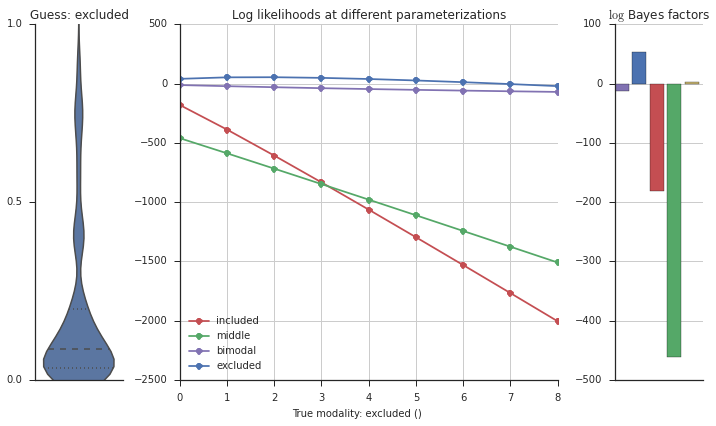 Guess: excluded
1.0
0.5
0.0
Log likelihoods at different parameterizations
500
0
−500
−1000
−1500
−2000
−2500
included
middle
bimodal
excluded
0 1 2 3 4 5 6 7 8
True modality: excluded ()
log Bayes factors
100
0
−100
−200
−300
−400
−500